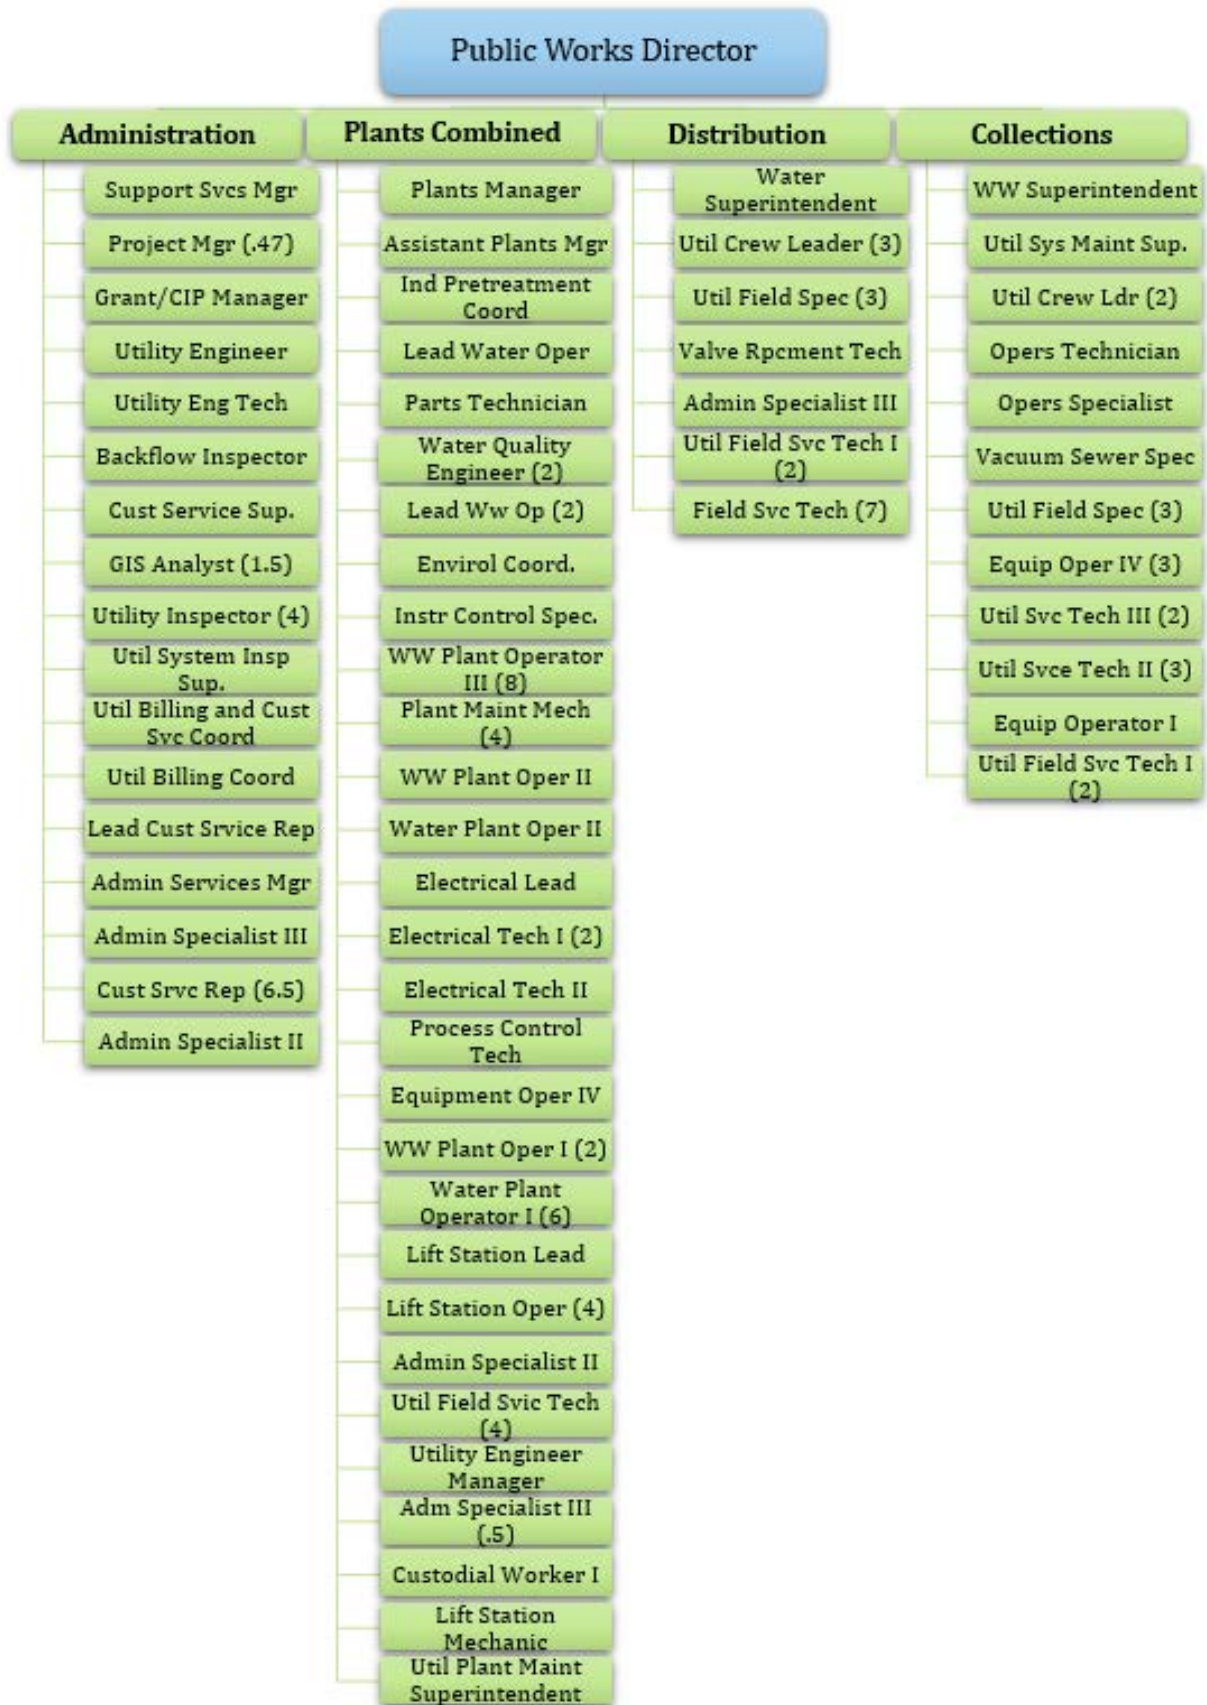 Public Works Director
Administration
Support Svcs Mgr
Project Mgr (.47)
Grant/CIP Manager
Utility Engineer
Utility Eng Tech
Backflow Inspector
Cust Service Sup.
GIS Analyst (1.5)
Utility Inspector (4)
Util System Insp
Sup.
Util Billing and Cust
Svc Coord
Util Billing Coord
Lead Cust Srvice Rep
Admin Services Mgr
Admin Specialist III
Cust Srvc Rep (6.5)
Admin Specialist II
Plants Combined
Plants Manager
Assistant Plants Mgr
Ind Pretreatment
Coord
Lead Water Oper
Parts Technician
Water Quality
Engineer (2)
Lead Ww Op (2)
Envirol Coord.
Instr Control Spec.
WW Plant Operator
III (8)
Plant Maint Mech
(4)
WW Plant Oper II
Water Plant Oper II
Electrical Lead
Electrical Tech I (2)
Electrical Tech II
Process Control
Tech
Equipment Oper IV
WW Plant Oper I (2)
Water Plant
Operator I (6)
Lift Station Lead
Lift Station Oper (4)
Admin Specialist II
Util Field Svic Tech
(4)
Utility Engineer
Manager
Adm Specialist III
(.5)
Custodial Worker I
Lift Station
Mechanic
Util Plant Maint
Superintendent
Distribution
Water
Superintendent
Util Crew Leader (3)
Util Field Spec (3)
Valve Rpcment Tech
Admin Specialist III
Util Field Svc Tech I
(2)
Field Svc Tech (7)
Collections
WW Superintendent
Util Sys Maint Sup.
Util Crew Ldr (2)
Opers Technician
Opers Specialist
Vacuum Sewer Spec
Util Field Spec (3)
Equip Oper IV (3)
Util Svc Tech III (2)
Util Svce Tech II (3)
Equip Operator I
Util Field Svc Tech I
(2)